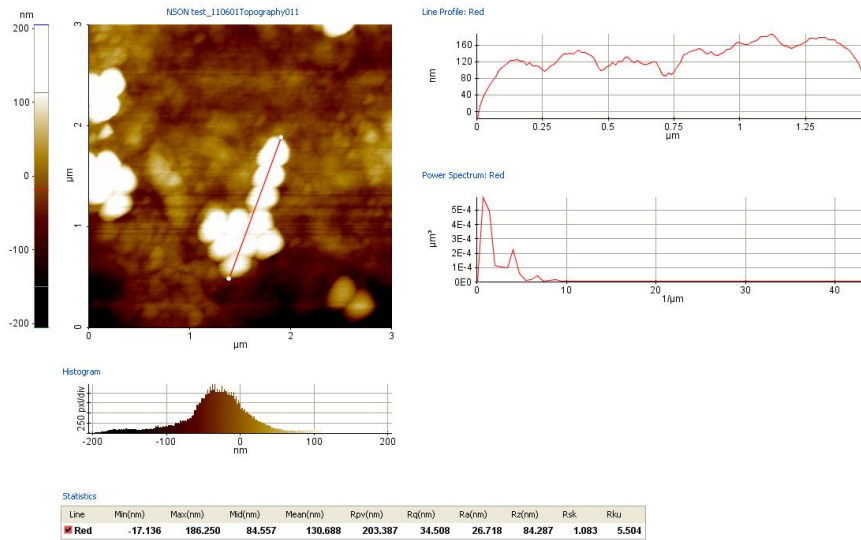 nm
200
100
0
-100
-200
NSON test_110601Topography011
3
2
1
0
µm
0 1 2 3
µm
Line Profile: Red
160
120
80
40
0
nm
0 0.25 0.5 0.75 1 1.25
µm
Power Spectrum: Red
5E-4
4E-4
3E-4
2E-4
1E-4
0E0
µm³
0 10 20 30 40
1/µm
Histogram
250 pxl/div
-200 -100 0 100 200
nm
Statistics
Line Min(nm) Max(nm) Mid(nm) Mean(nm) Rpv(nm) Rq(nm) Ra(nm) Rz(nm) Rsk Rku
Red -17.136 186.250 84.557 130.688 203.387 34.508 26.718 84.287 1.083 5.504